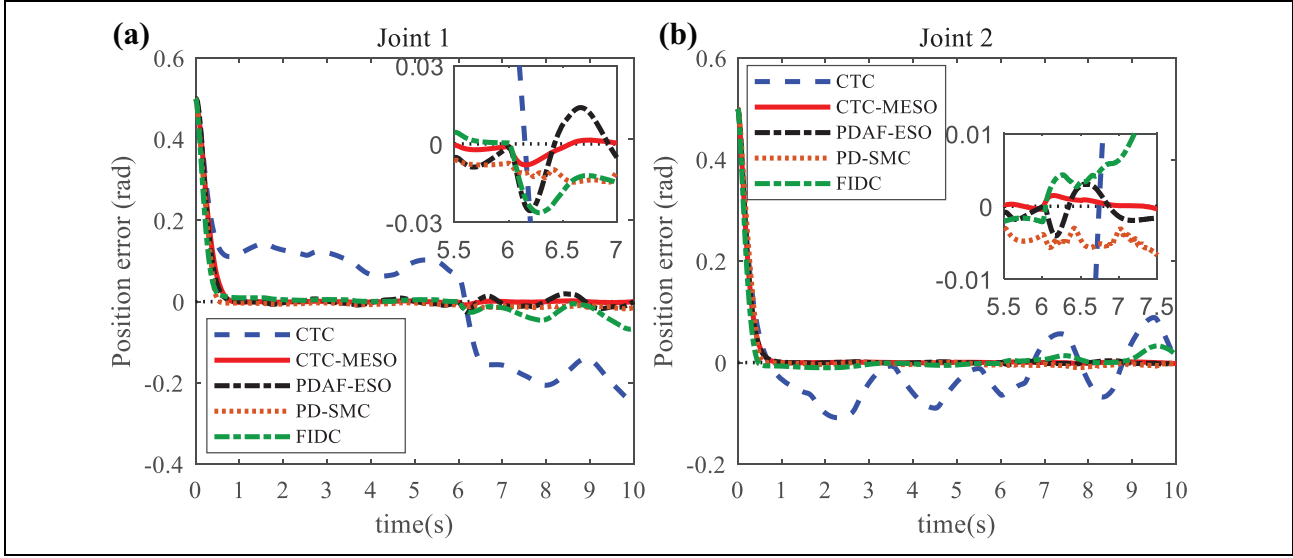 (a)
Joint 1
Position error (rad)
0.6
0.4
0.2
0
-0.2
-0.4
0.03
0
-0.03
5.5 6 6.5 7
CTC
CTC-MESO
PDAF-ESO
PD-SMC
FIDC
0 1 2 3 4 5 6 7 8 9 10
time(s)
(b)
Joint 2
Position error (rad)
0.6
0.4
0.2
0
-0.2
CTC
CTC-MESO
PDAF-ESO
PD-SMC
FIDC
0.01
0
-0.01
5.5 6 6.5 7 7.5
0 1 2 3 4 5 6 7 8 9 10
time(s)